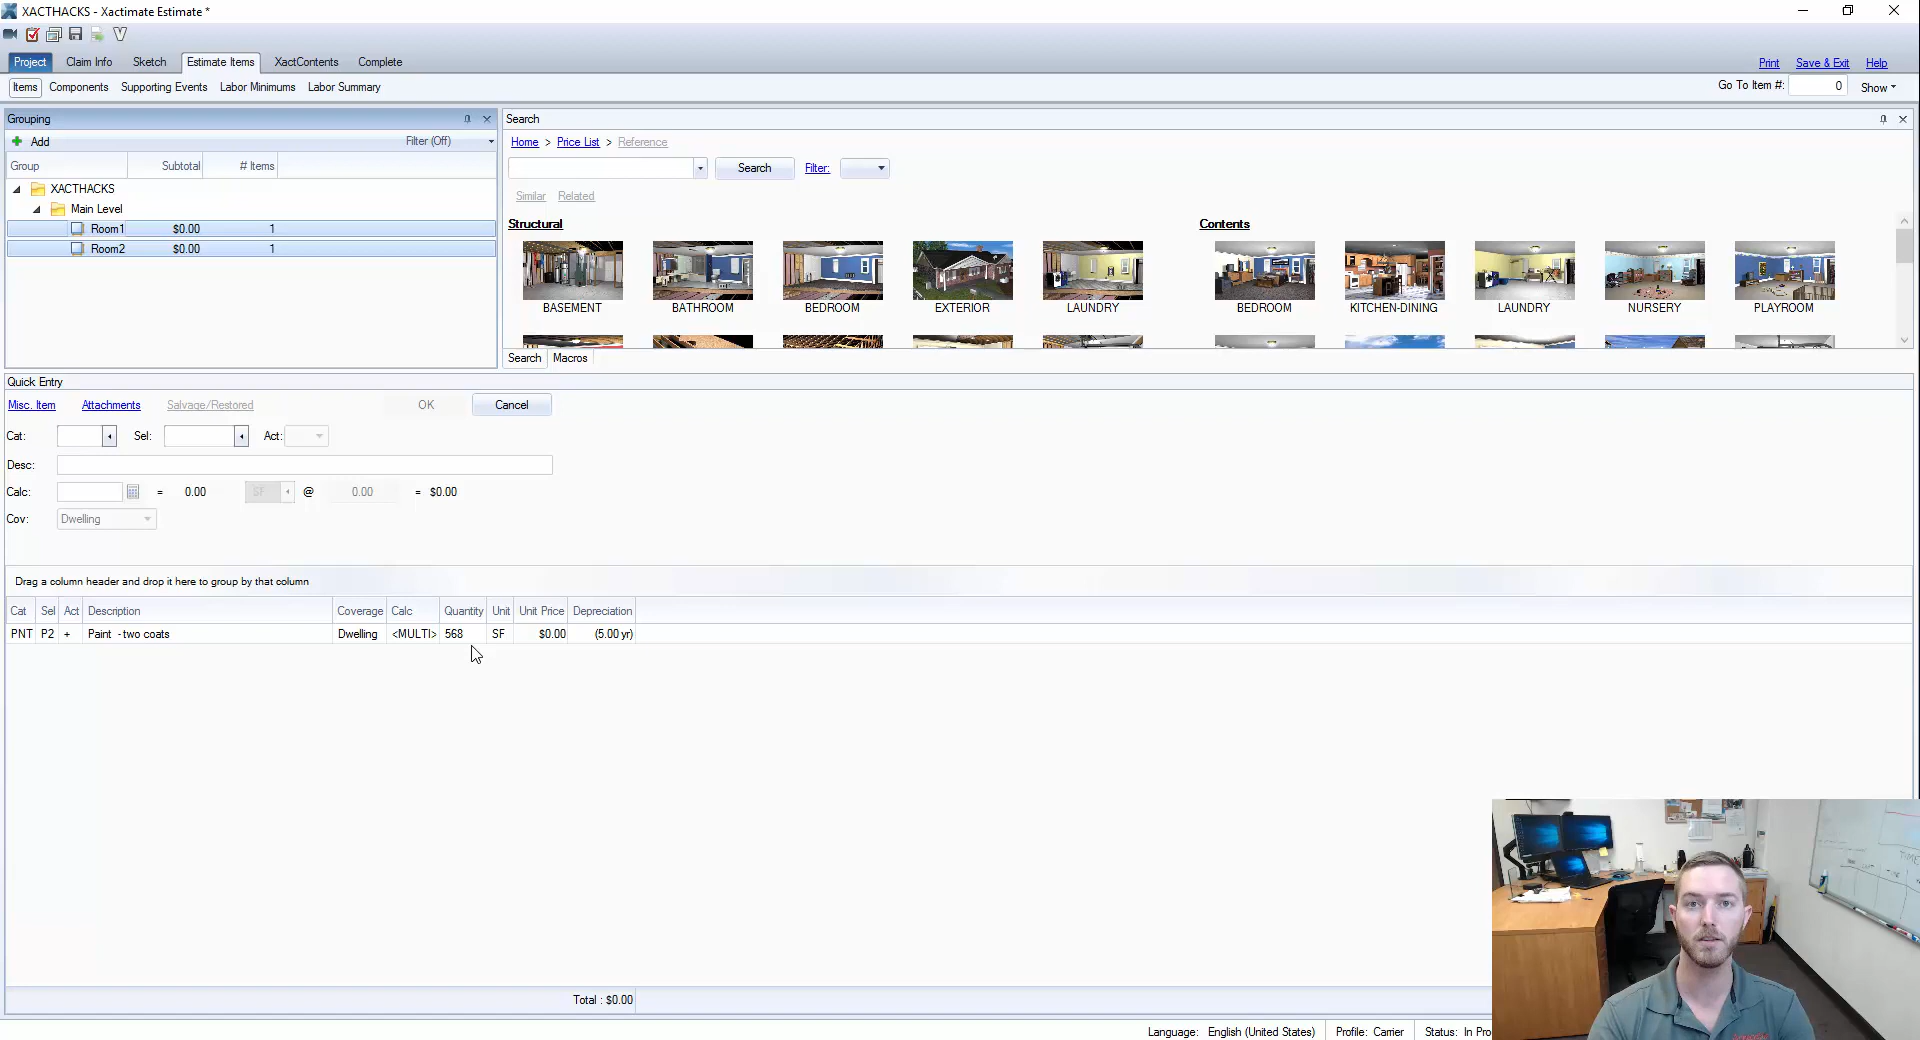 XACTHACKS - Xactimate Estimate *
Project Claim Info Sketch Estimate Items XactContents Complete
Print Save & Exit Help
Items Components Supporting Events Labor Minimums Labor Summary
Go To Item #: 0 Show
Grouping
Add Filter (Off)
Group Subtotal # Items
XACTHACKS
Main Level
Room1 $0.00 1
Room2 $0.00 1
Search
Home > Price List > Reference
Search Filter:
Similar Related
Structural
BASEMENT BATHROOM BEDROOM EXTERIOR LAUNDRY
Contents
BEDROOM KITCHEN-DINING LAUNDRY NURSERY PLAYROOM
Search Macros
Quick Entry
Misc. Item Attachments Salvage/Restored OK Cancel
Cat: Sel: Act:
Desc:
Calc: = 0.00 SF @ 0.00 = $0.00
Cov: Dwelling
Drag a column header and drop it here to group by that column
Cat Sel Act Description Coverage Calc Quantity Unit Unit Price Depreciation
PNT P2 + Paint - two coats Dwelling <MULTI> 568 SF $0.00 (5.00 yr)
Total : $0.00
Language: English (United States) Profile: Carrier Status: In Pro